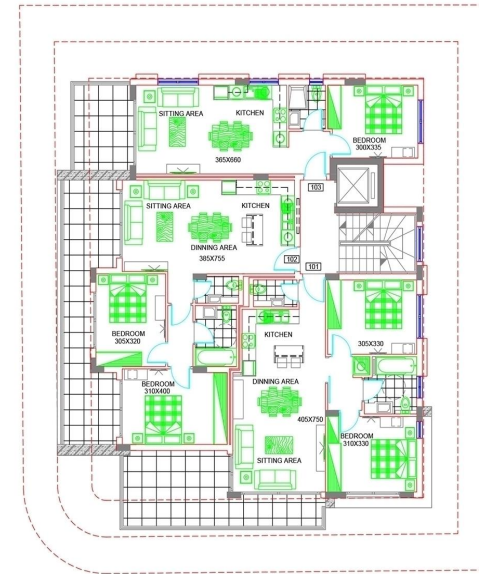 SITTING AREA
KITCHEN
365X660
BEDROOM
300X335
103
SITTING AREA
KITCHEN
DINNING AREA
385X755
102
101
BEDROOM
305X320
KITCHEN
305X330
BEDROOM
310X400
DINNING AREA
405X750
BEDROOM
310X330
SITTING AREA